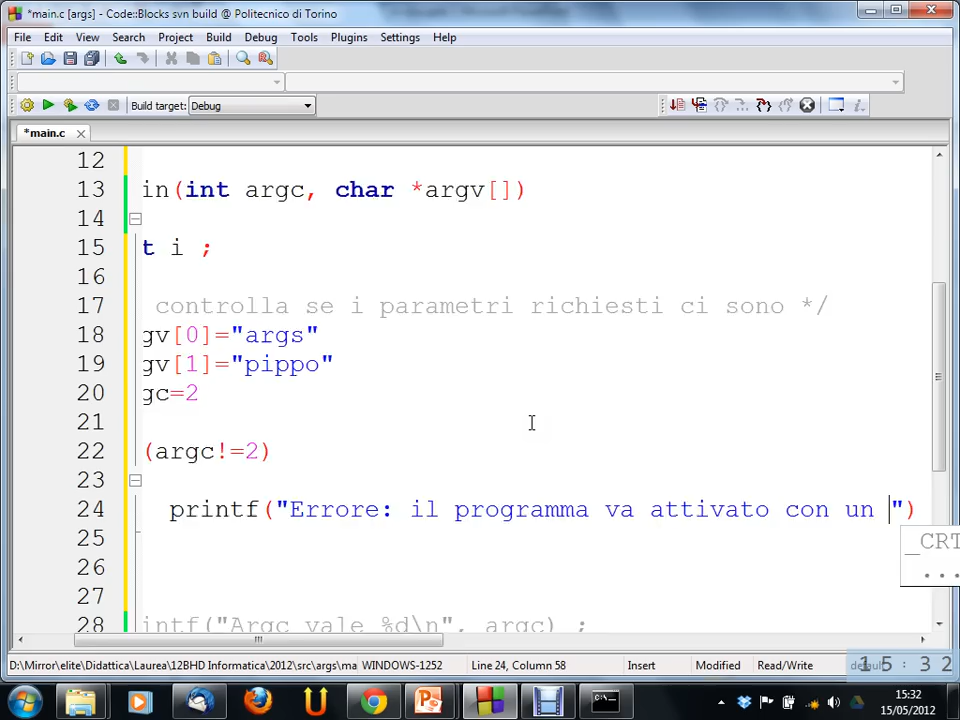 *main.c [args] - Code::Blocks svn build @ Politecnico di Torino
File Edit View Search Project Build Debug Tools Plugins Settings Help
Build target: Debug
*main.c
12
13 in(int argc, char *argv[])
14
15 t i ;
16
17 controlla se i parametri richiesti ci sono */
18 gv[0]="args"
19 gv[1]="pippo"
20 gc=2
21
22 (argc!=2)
23
24 printf("Errore: il programma va attivato con un ")
_CRT
25
...
26
27
28 intf("Argc vale %d\n", argc) ;
D:\Mirror\elite\Didattica\Laurea\12BHD Informatica\2012\src\args\ma WINDOWS-1252 Line 24, Column 58 Insert Modified Read/Write default
15:32
15:32
15/05/2012